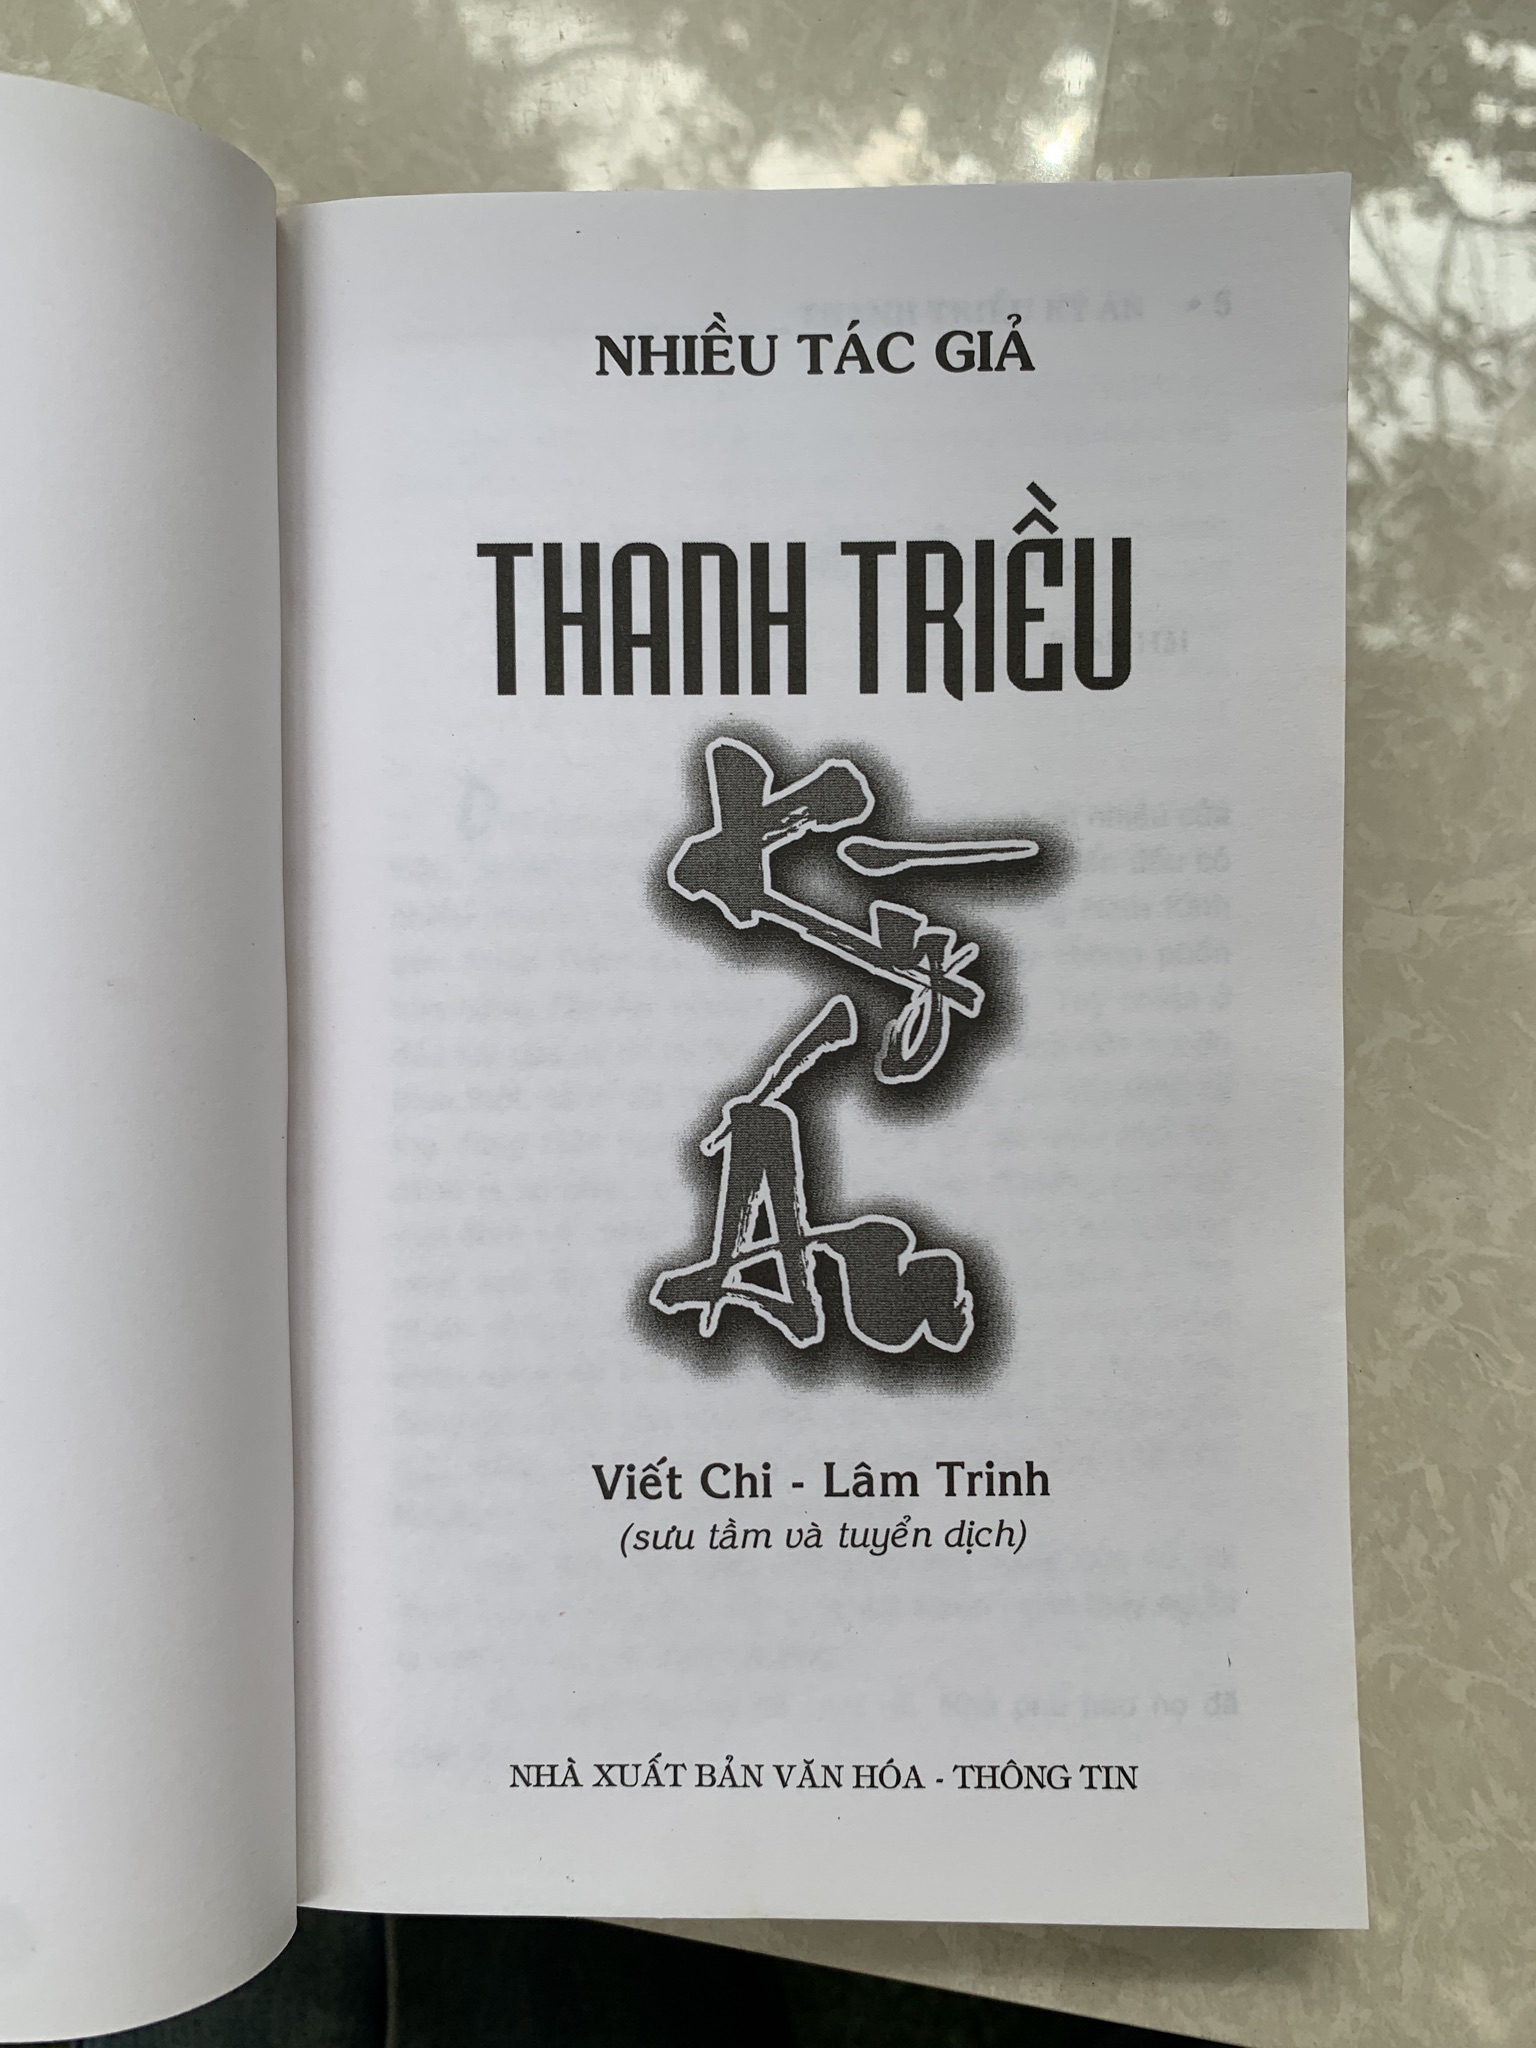 NHIỀU TÁC GIẢ
THANH TRIỀU
Kỳ
Án
Viết Chi - Lâm Trinh
(sưu tầm và tuyển dịch)
NHÀ XUẤT BẢN VĂN HÓA - THÔNG TIN